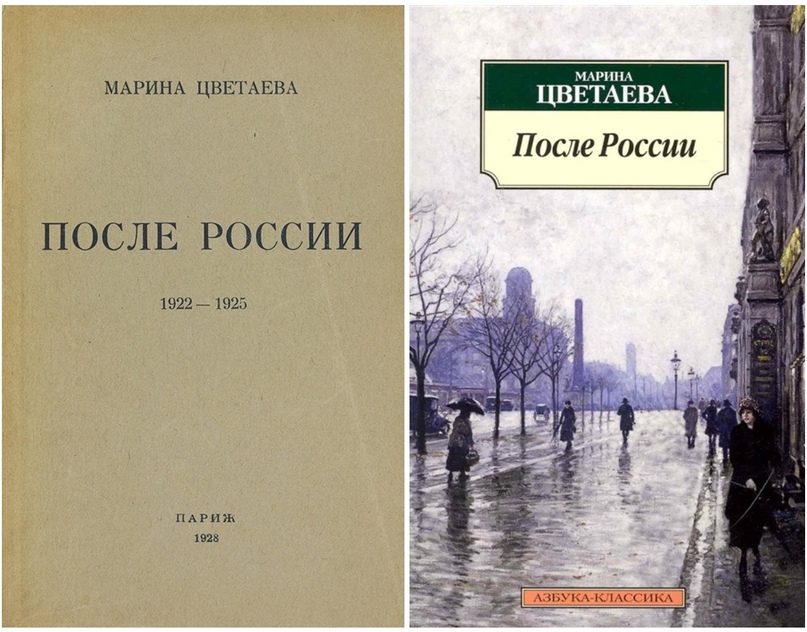 МАРИНА ЦВЕТАЕВА
ПОСЛЕ РОССИИ
1922 — 1925
ПАРИЖ
1928
МАРИНА
ЦВЕТАЕВА
После России
АЗБУКА-КЛАССИКА